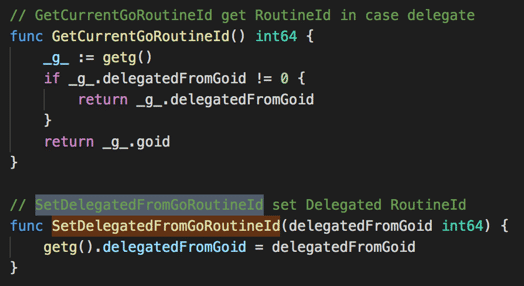 // GetCurrentGoRoutineId get RoutineId in case delegate
func GetCurrentGoRoutineId() int64 {
    _g_ := getg()
    if _g_.delegatedFromGoid != 0 {
        return _g_.delegatedFromGoid
    }
    return _g_.goid
}

// SetDelegatedFromGoRoutineId set Delegated RoutineId
func SetDelegatedFromGoRoutineId(delegatedFromGoid int64) {
    getg().delegatedFromGoid = delegatedFromGoid
}